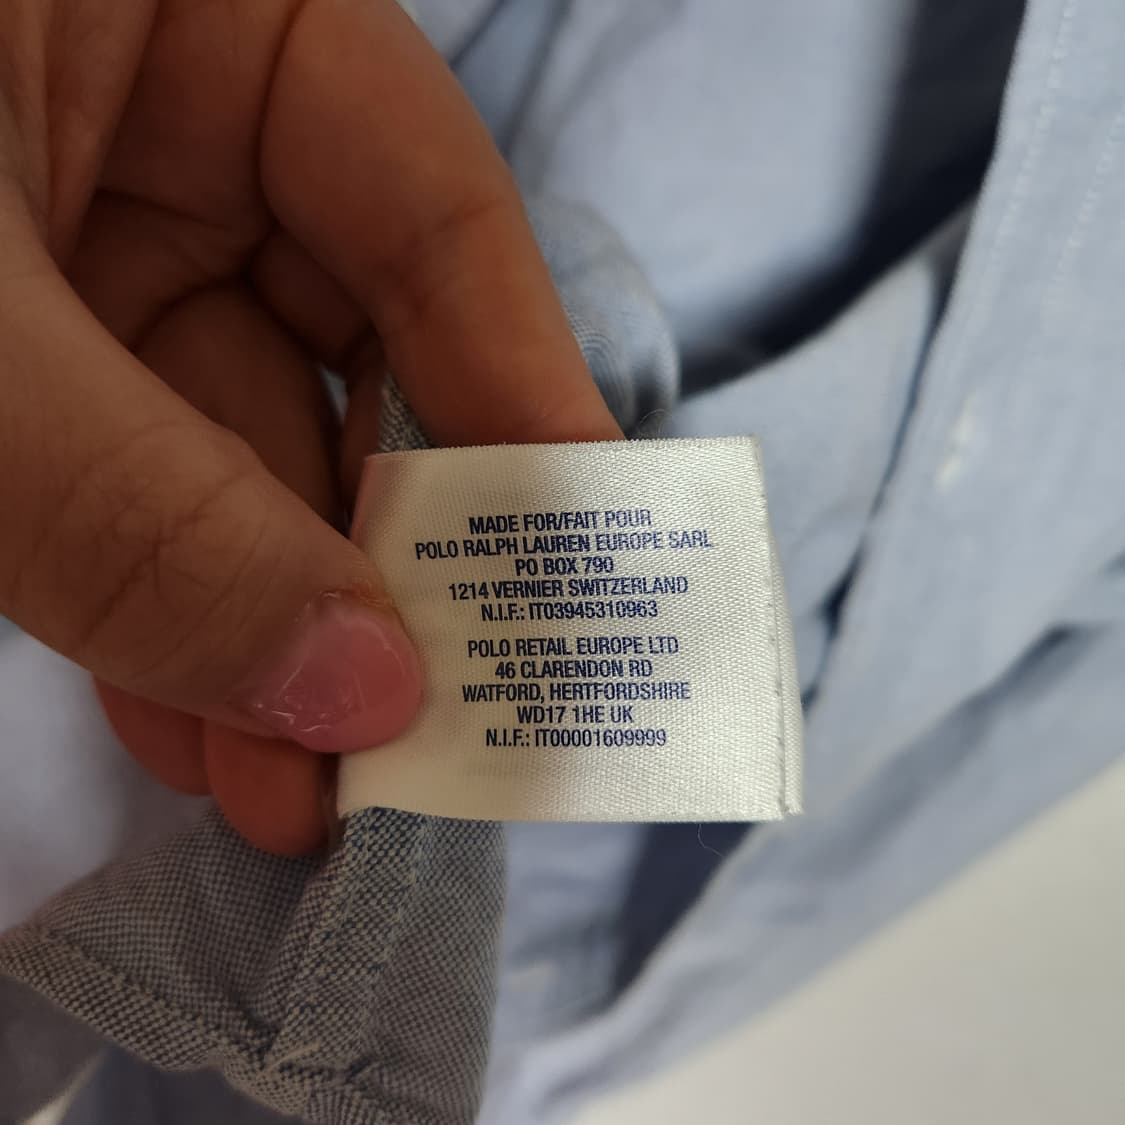 MADE FOR/FAIT POUR
POLO RALPH LAUREN EUROPE SARL
PO BOX 790
1214 VERNIER SWITZERLAND
N.I.F.: IT03945310963
POLO RETAIL EUROPE LTD
46 CLARENDON RD
WATFORD, HERTFORDSHIRE
WD17 1HE UK
N.I.F.: IT00001609999